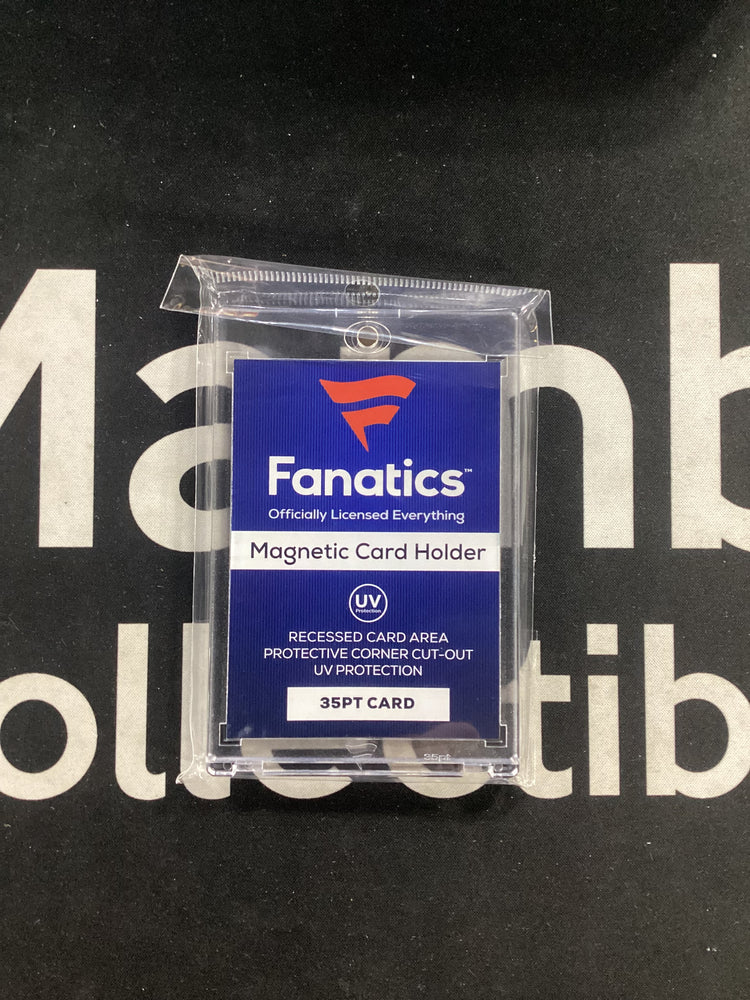 Fanatics™
Officially Licensed Everything
Magnetic Card Holder
UV
Protection
RECESSED CARD AREA
PROTECTIVE CORNER CUT-OUT
UV PROTECTION
35PT CARD
35pt